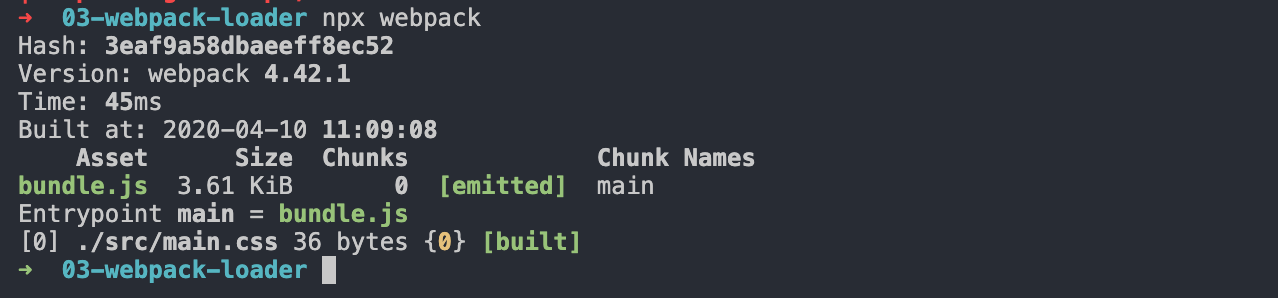 → 03-webpack-loader npx webpack
Hash: 3eaf9a58dbaeeff8ec52
Version: webpack 4.42.1
Time: 45ms
Built at: 2020-04-10 11:09:08
Asset Size Chunks Chunk Names
bundle.js 3.61 KiB 0 [emitted] main
Entrypoint main = bundle.js
[0] ./src/main.css 36 bytes {0} [built]
→ 03-webpack-loader